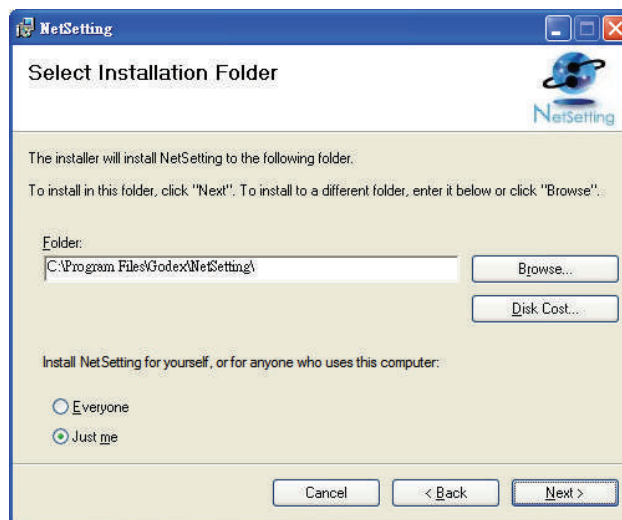 NetSetting
Select Installation Folder
NetSetting
The installer will install NetSetting to the following folder.
To install in this folder, click "Next". To install to a different folder, enter it below or click "Browse".
Folder:
C:\Program Files\Godex\NetSetting\
Browse...
Disk Cost...
Install NetSetting for yourself, or for anyone who uses this computer:
Everyone
Just me
Cancel
< Back
Next >